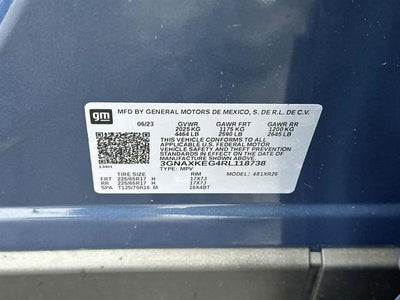 gm
MFD BY GENERAL MOTORS DE MEXICO, S. DE R.L. DE C.V.
06/23 GVWR GAWR FRT GAWR RR
2025 KG 1175 KG 1200 KG
4464 LB 2590 LB 2645 LB
THIS VEHICLE CONFORMS TO ALL
APPLICABLE U.S. FEDERAL MOTOR
VEHICLE SAFETY AND THEFT
PREVENTION STANDARDS IN EFFECT
ON THE DATE OF MANUFACTURE
SHOWN ABOVE.
3GNAXKEG4RL118738
TYPE: MPV
TIRE SIZE RIM MODEL: 481XR26
FRT 225/65R17 H 17X7J
RR 225/65R17 H 17X7J
SPA T135/70R16 M 16X4BT